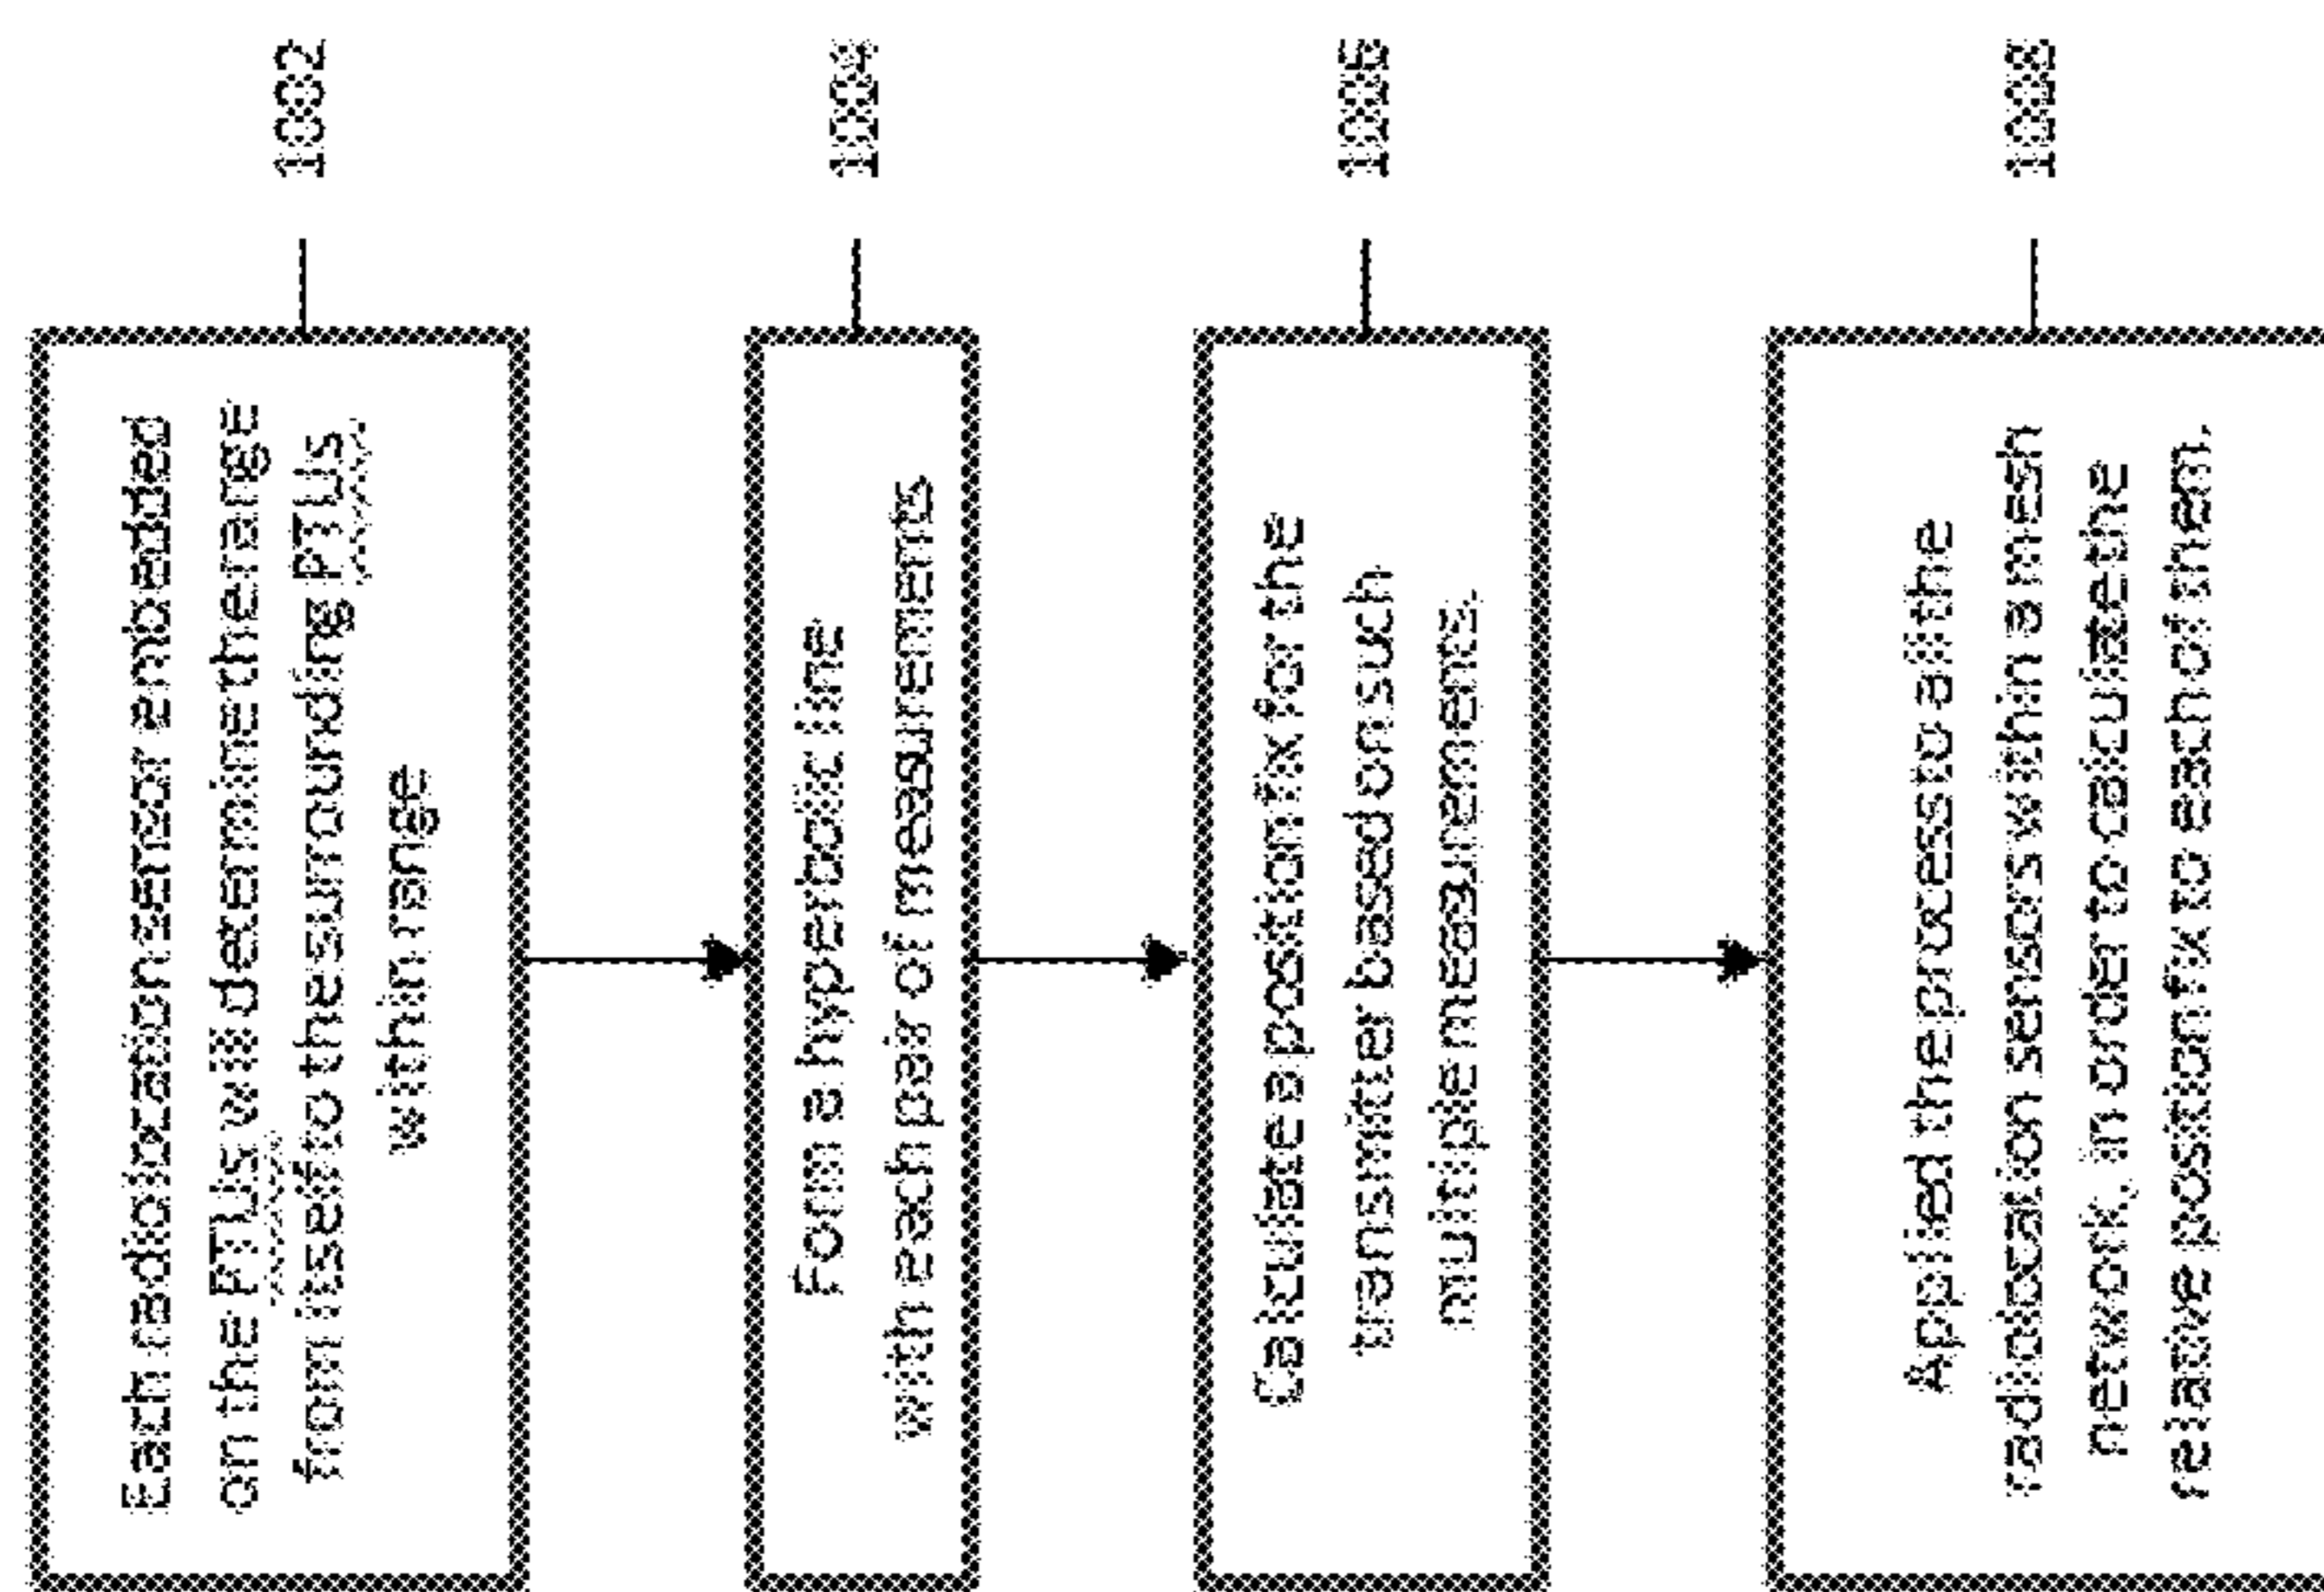 Each radiolocation sensor embedded
on the PTUs will determine the range
from itself to the surrounding PTUs
within range
1002
Form a hyperbolic line
with each pair of measurements
1004
Calculate a position fix for the
transmitter based on such
multiple measurements.
1006
Applied the process to all the
radiolocation sensors within a mesh
network, in order to calculate the
relative position fix to each of them.
1008